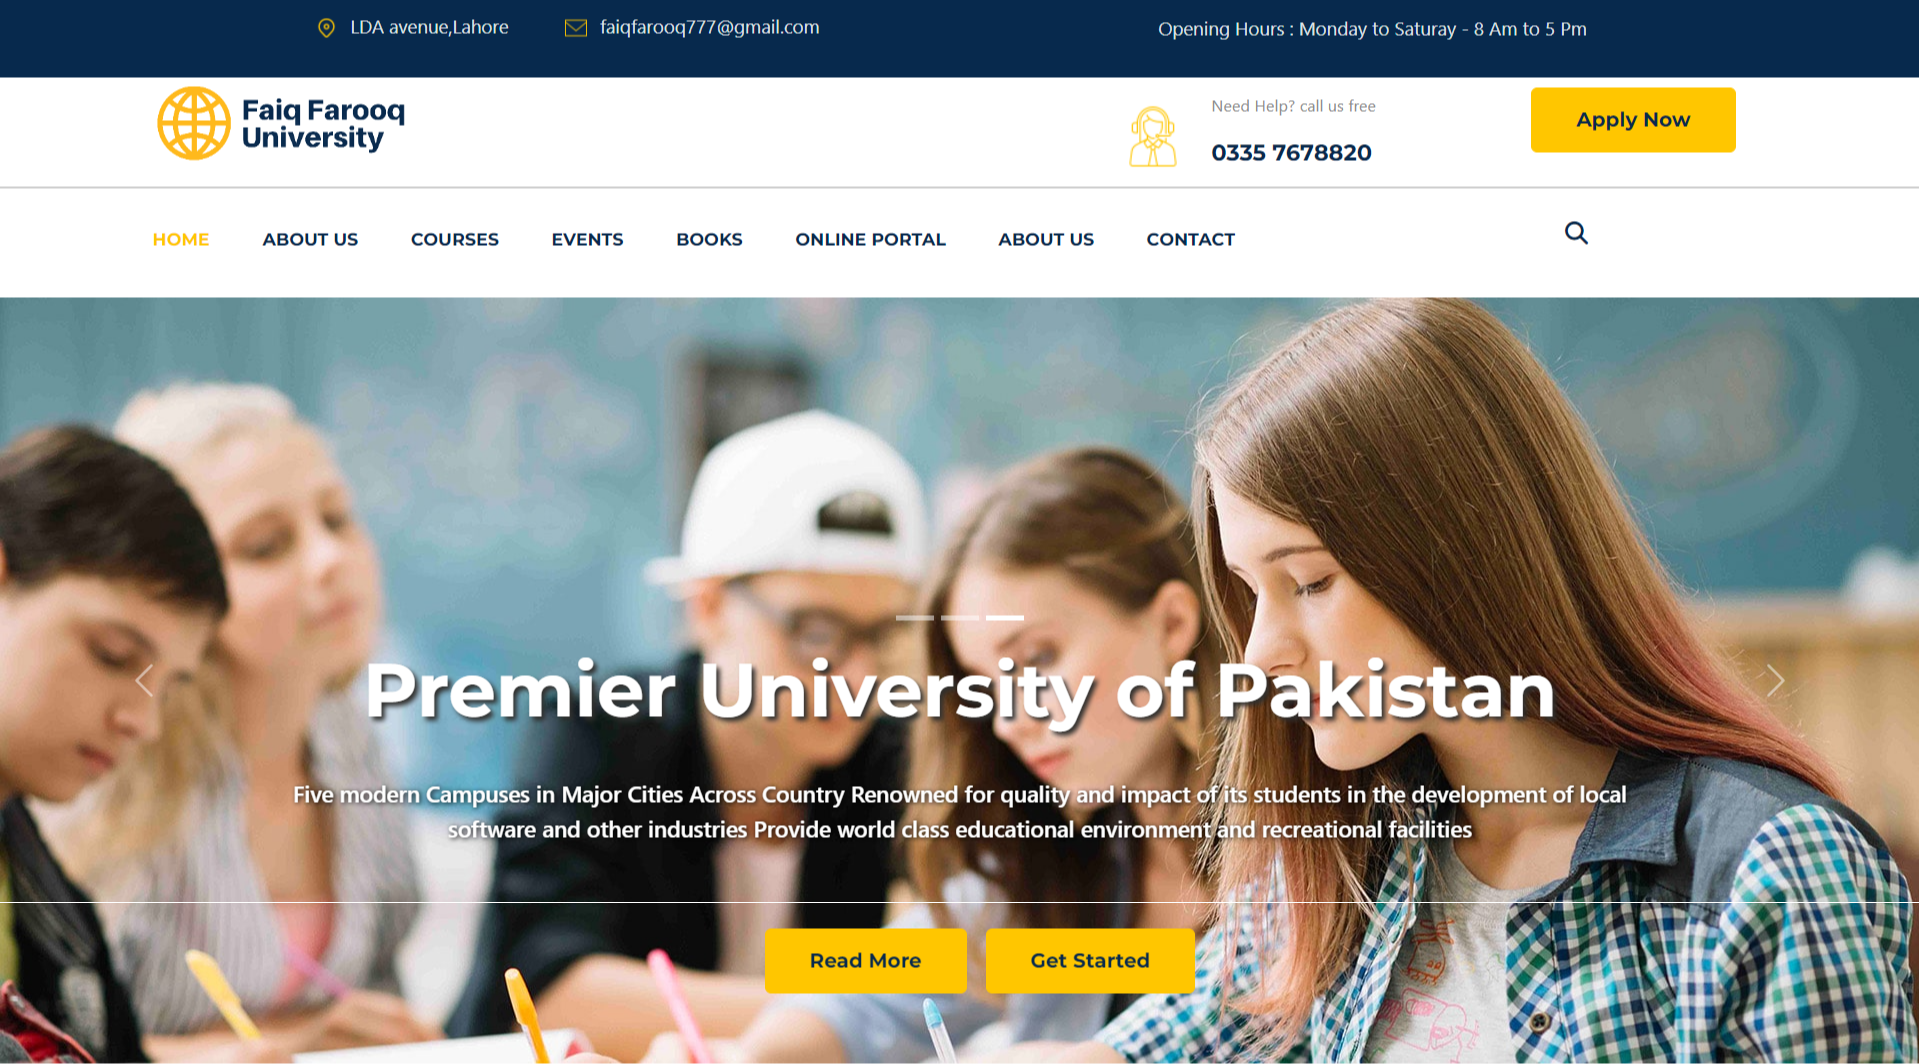 LDA avenue,Lahore
faiqfarooq777@gmail.com
Opening Hours : Monday to Saturay - 8 Am to 5 Pm
Faiq Farooq
University
Need Help? call us free
0335 7678820
Apply Now
HOME
ABOUT US
COURSES
EVENTS
BOOKS
ONLINE PORTAL
ABOUT US
CONTACT
Premier University of Pakistan
Five modern Campuses in Major Cities Across Country Renowned for quality and impact of its students in the development of local
software and other industries Provide world class educational environment and recreational facilities
Read More
Get Started